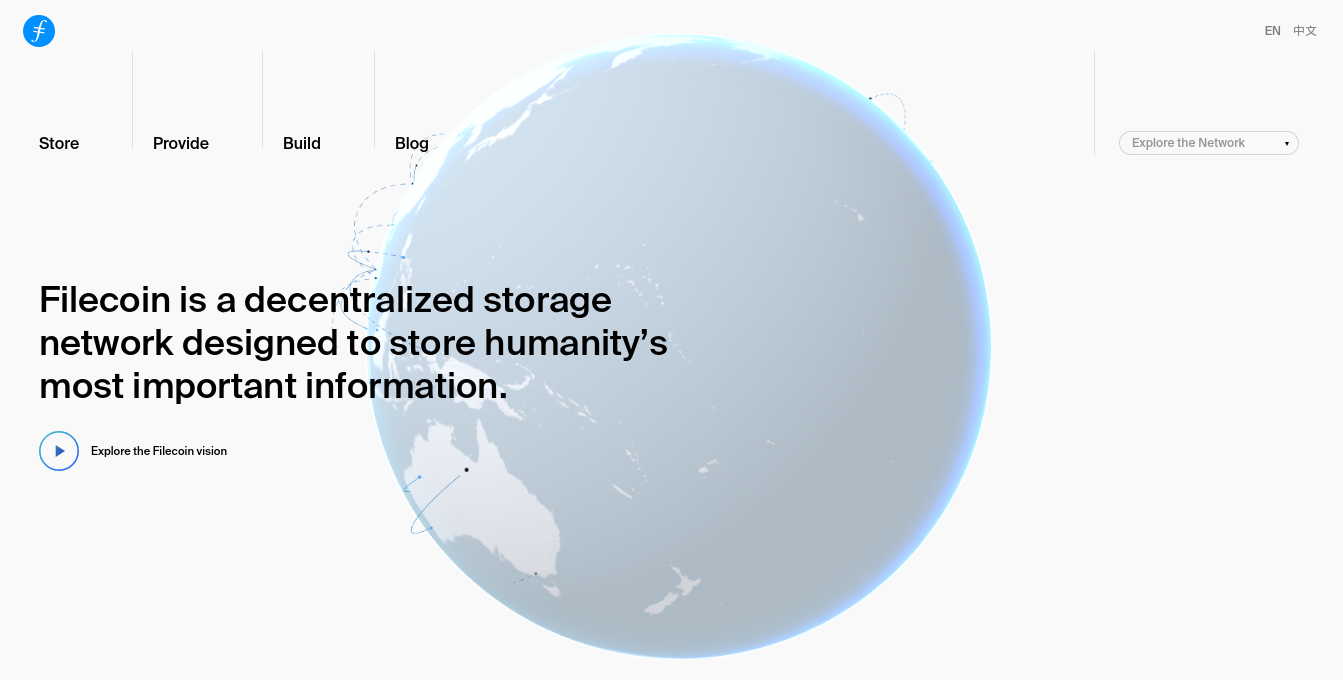 EN 中文
Store Provide Build Blog Explore the Network
Filecoin is a decentralized storage
network designed to store humanity’s
most important information.
Explore the Filecoin vision